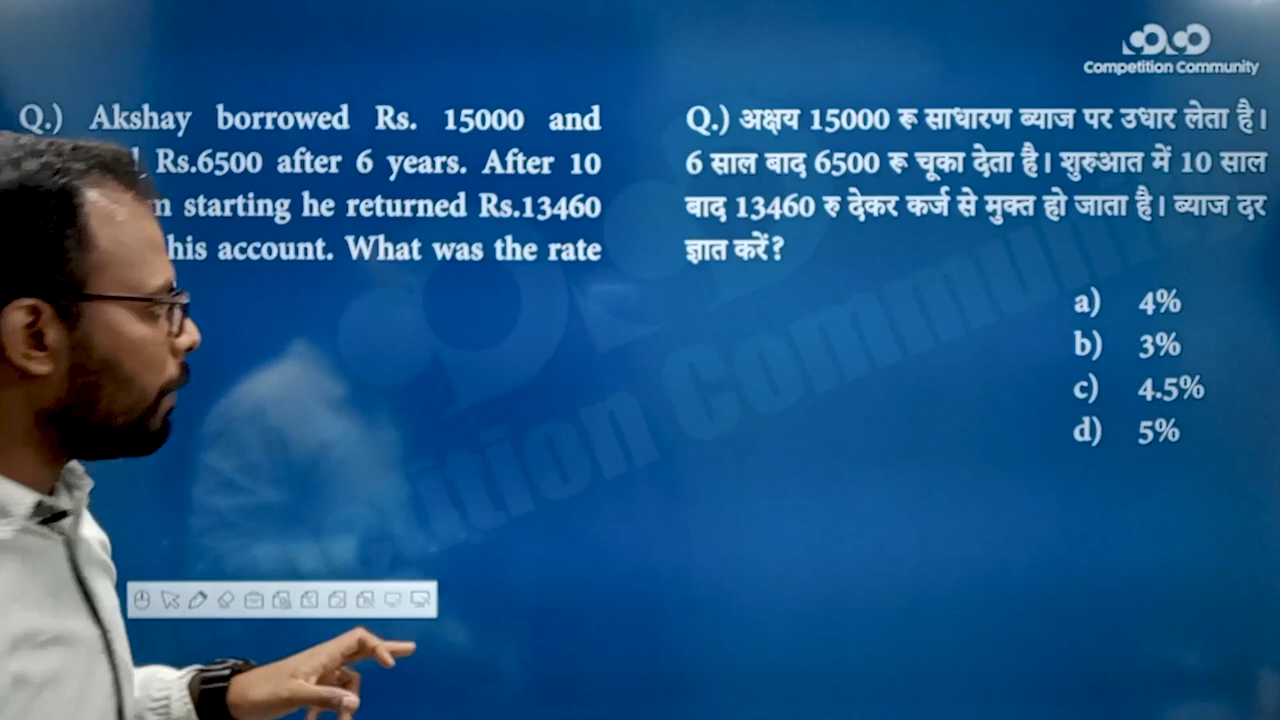 Competition Community
Q.) Akshay borrowed Rs. 15000 and
Rs.6500 after 6 years. After 10
starting he returned Rs.13460
his account. What was the rate
Q.) अक्षय 15000 रू साधारण ब्याज पर उधार लेता है।
6 साल बाद 6500 रू चूका देता है। शुरुआत में 10 साल
बाद 13460 रु देकर कर्ज से मुक्त हो जाता है। ब्याज दर
ज्ञात करें?
a) 4%
b) 3%
c) 4.5%
d) 5%